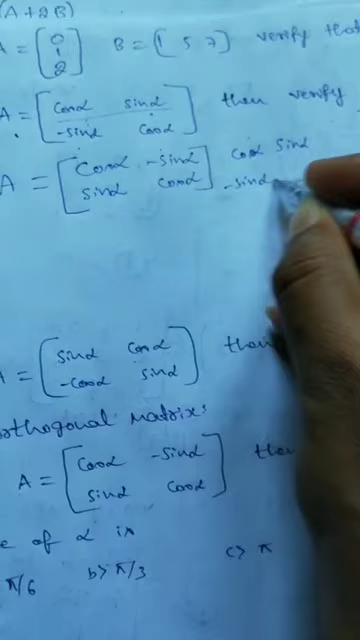 (A + 2B)
A = [0 1 2] B = [1 5 7] verify that
A = [cosα sinα
-sinα cosα] then verify
A = [cosα -sinα cosα sinα
sinα cosα] -sinα
A = [sinα cosα then
-cosα sinα]
orthogonal matrix:
A = [cosα -sinα the
sinα cosα]
e of α is
π/6 b> π/3 c> π